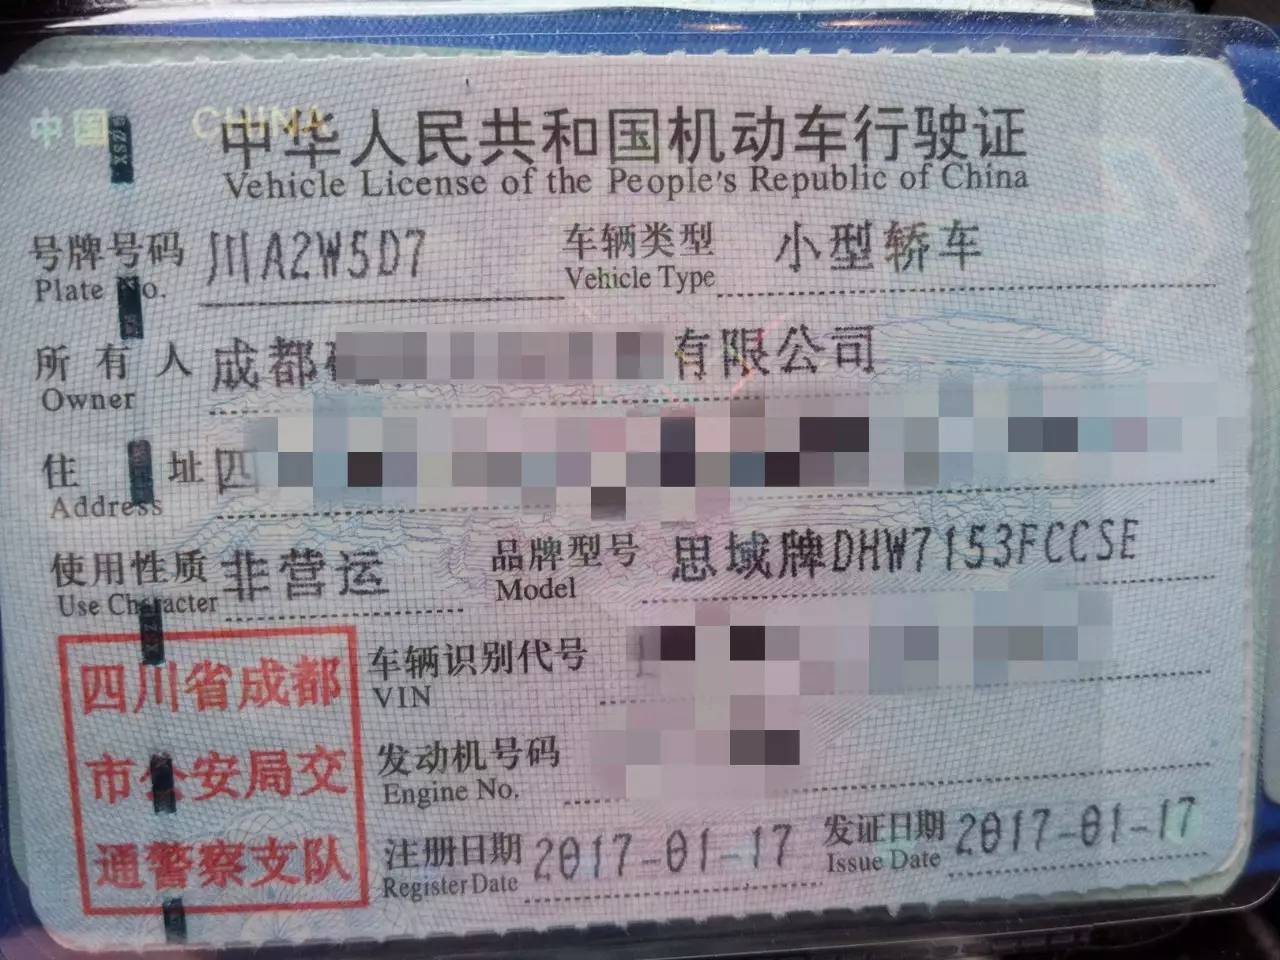 中国 CHINA
中华人民共和国机动车行驶证
Vehicle License of the People's Republic of China
号牌号码 川A2W5D7 车辆类型 小型轿车
Plate No. Vehicle Type
所有人 成都 有限公司
Owner
住址 四
Address
使用性质 非营运 品牌型号 思域牌DHW7153FCCSE
Use Character Model
四川省成都
市公安局交
通警察支队
车辆识别代号
VIN
发动机号码
Engine No.
注册日期 2017-01-17 发证日期 2017-01-17
Register Date Issue Date